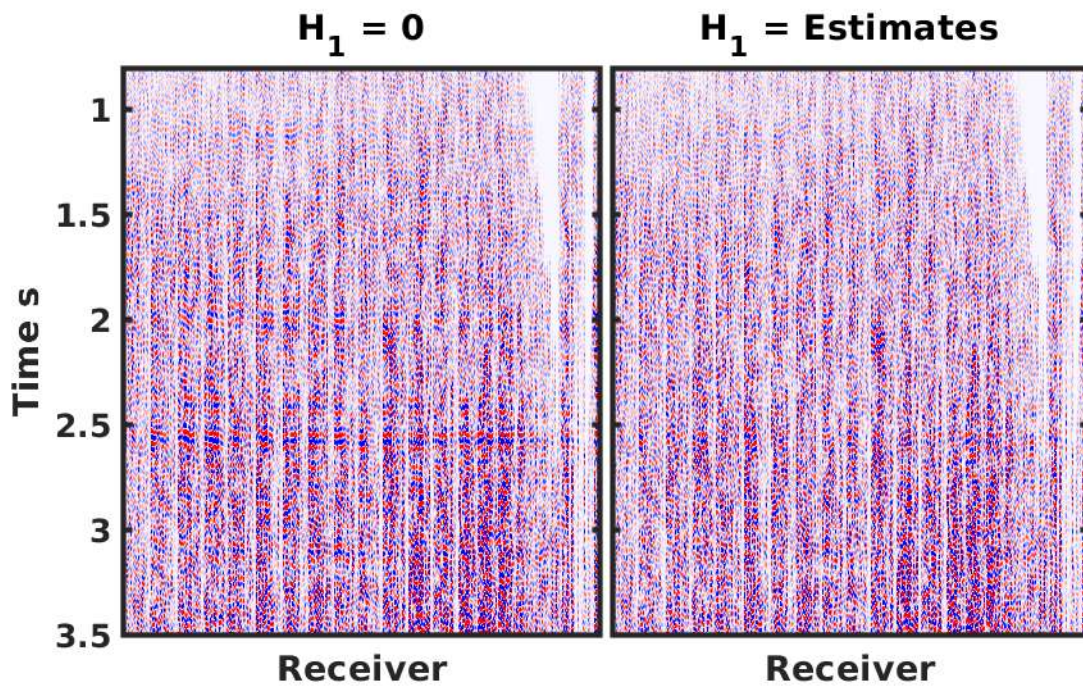 H₁ = 0
H₁ = Estimates
Time s
1
1.5
2
2.5
3
3.5
Receiver
Receiver